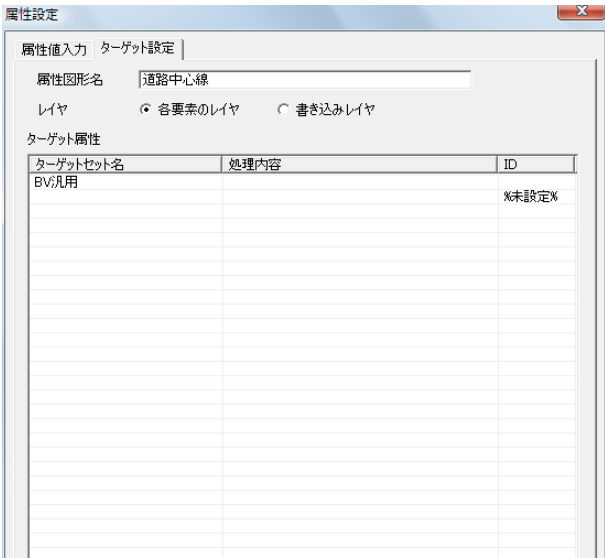 属性設定
属性値入力 ターゲット設定
属性図形名 道路中心線
レイヤ 各要素のレイヤ 書き込みレイヤ
ターゲット属性
ターゲットセット名 処理内容 ID
BV汎用
%未設定%